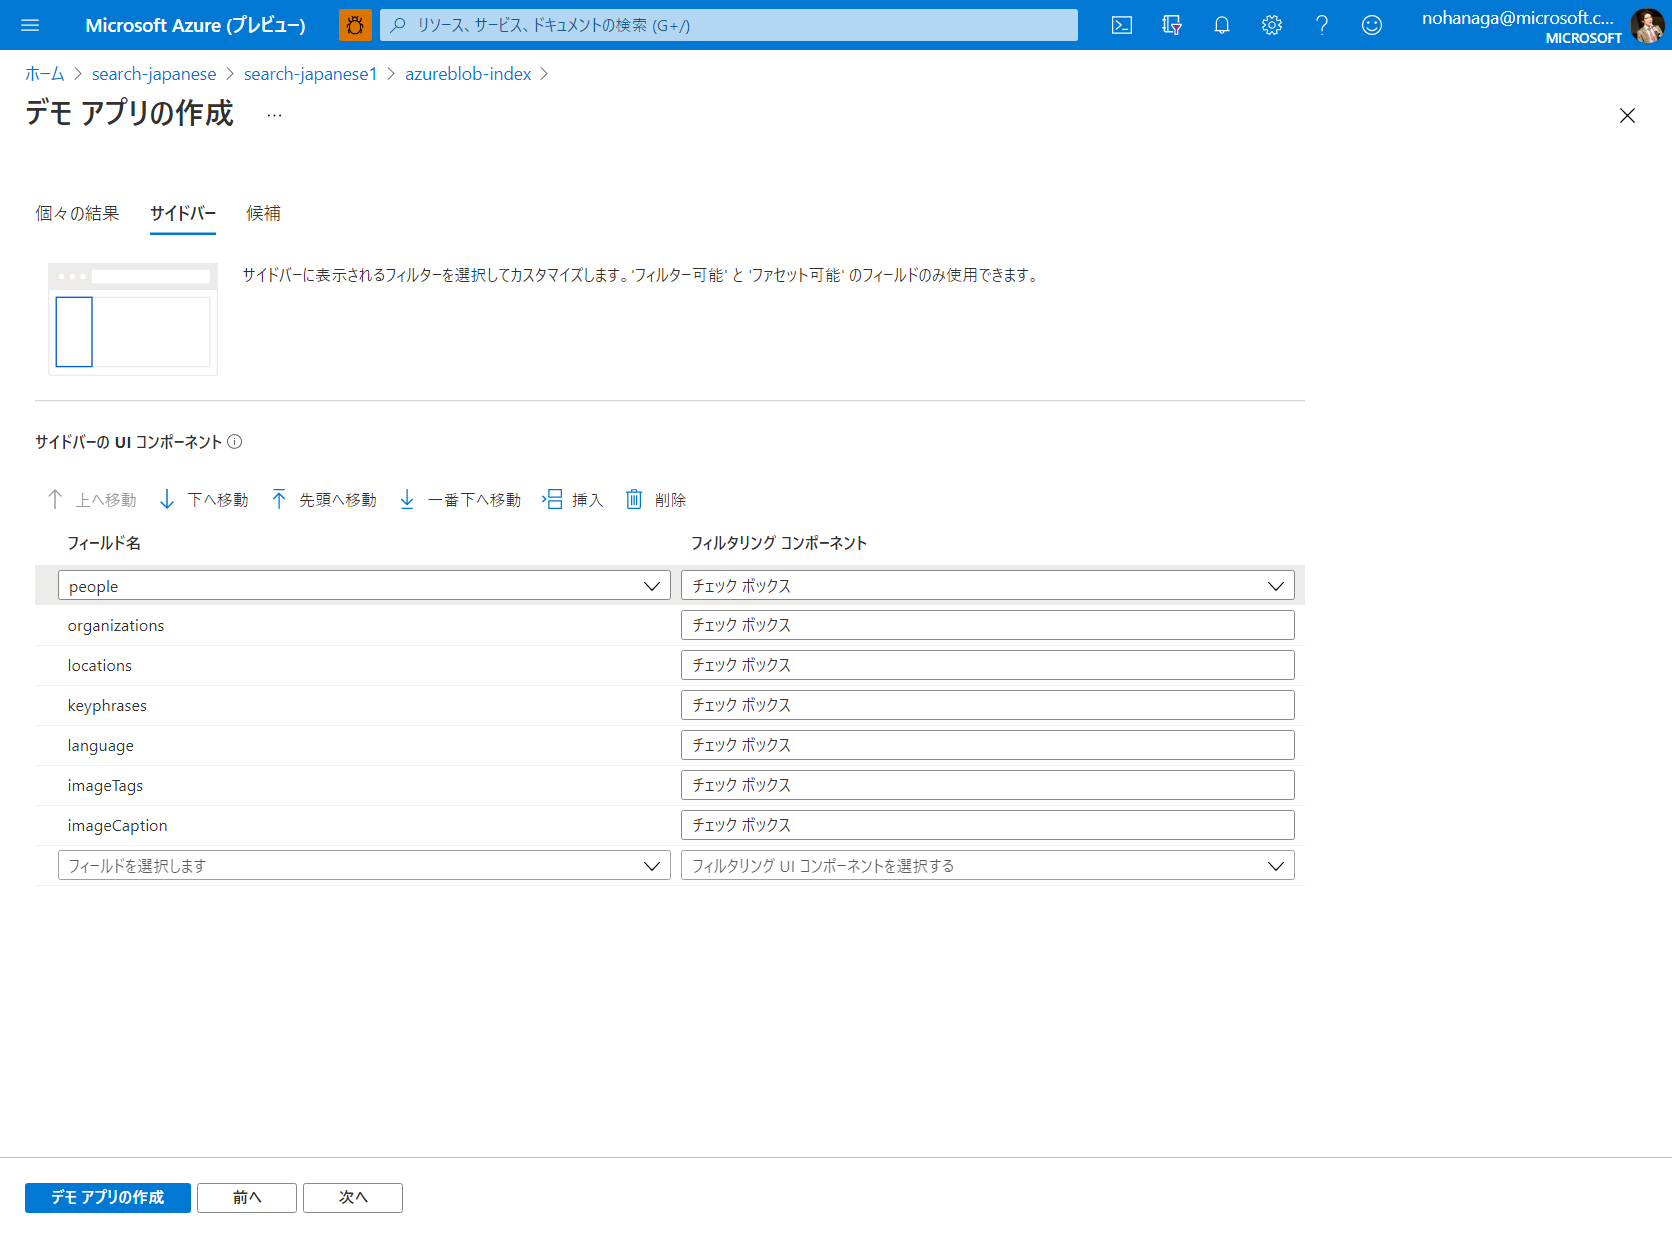 Microsoft Azure (プレビュー)
リソース、サービス、ドキュメントの検索 (G+/)
nohanaga@microsoft.c...
MICROSOFT
ホーム > search-japanese > search-japanese1 > azureblob-index >
デモ アプリの作成 ...
個々の結果 サイドバー 候補
サイドバーに表示されるフィルターを選択してカスタマイズします。'フィルター可能' と 'ファセット可能' のフィールドのみ使用できます。
サイドバーの UI コンポーネント
上へ移動 下へ移動 先頭へ移動 一番下へ移動 挿入 削除
フィールド名 フィルタリング コンポーネント
people チェック ボックス
organizations チェック ボックス
locations チェック ボックス
keyphrases チェック ボックス
language チェック ボックス
imageTags チェック ボックス
imageCaption チェック ボックス
フィールドを選択します フィルタリング UI コンポーネントを選択する
デモ アプリの作成 前へ 次へ